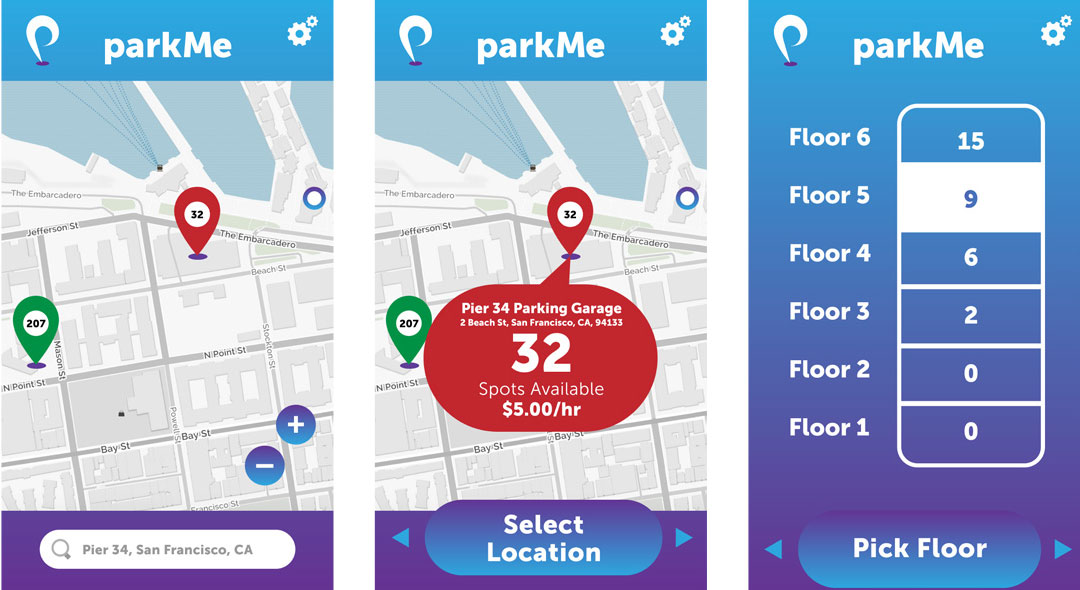 parkMe
The Embarcadero
Jefferson St
32
The Embarcadero
Beach St
207
Mason St
Stockton St
N Point St
N Point St
Powell St
Bay St
Bay St
+
−
Francisco St
Pier 34, San Francisco, CA
parkMe
The Embarcadero
Jefferson St
32
The Embarcadero
Beach St
207
Pier 34 Parking Garage
2 Beach St, San Francisco, CA, 94133
32
Spots Available
$5.00/hr
N Point St
Bay St
Bay St
Select
Location
parkMe
Floor 6 15
Floor 5 9
Floor 4 6
Floor 3 2
Floor 2 0
Floor 1 0
Pick Floor